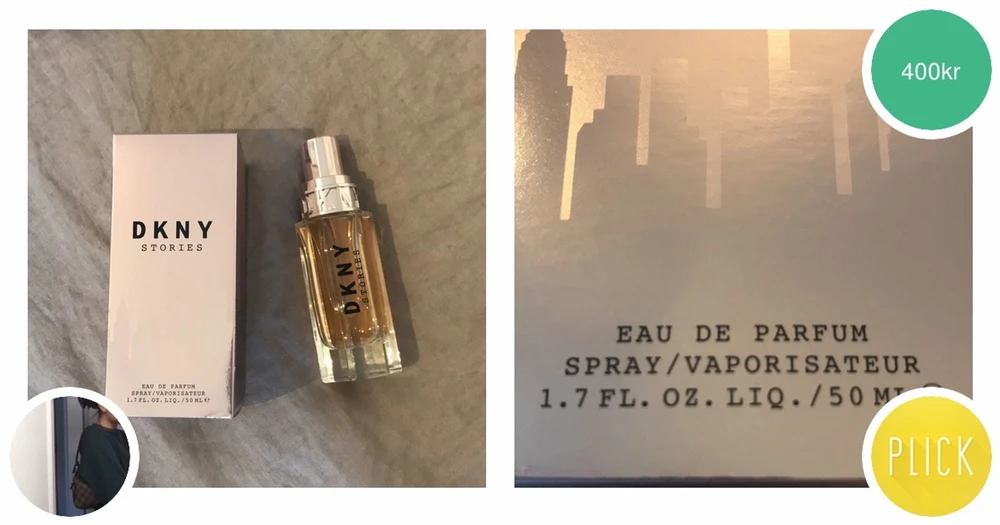 DKNY
STORIES
EAU DE PARFUM
SPRAY/VAPORISATEUR
1.7 FL. OZ. LIQ./50 ML ℮
DKNY
STORIES
400kr
EAU DE PARFUM
SPRAY/VAPORISATEUR
1.7 FL. OZ. LIQ./50 ML
PLICK